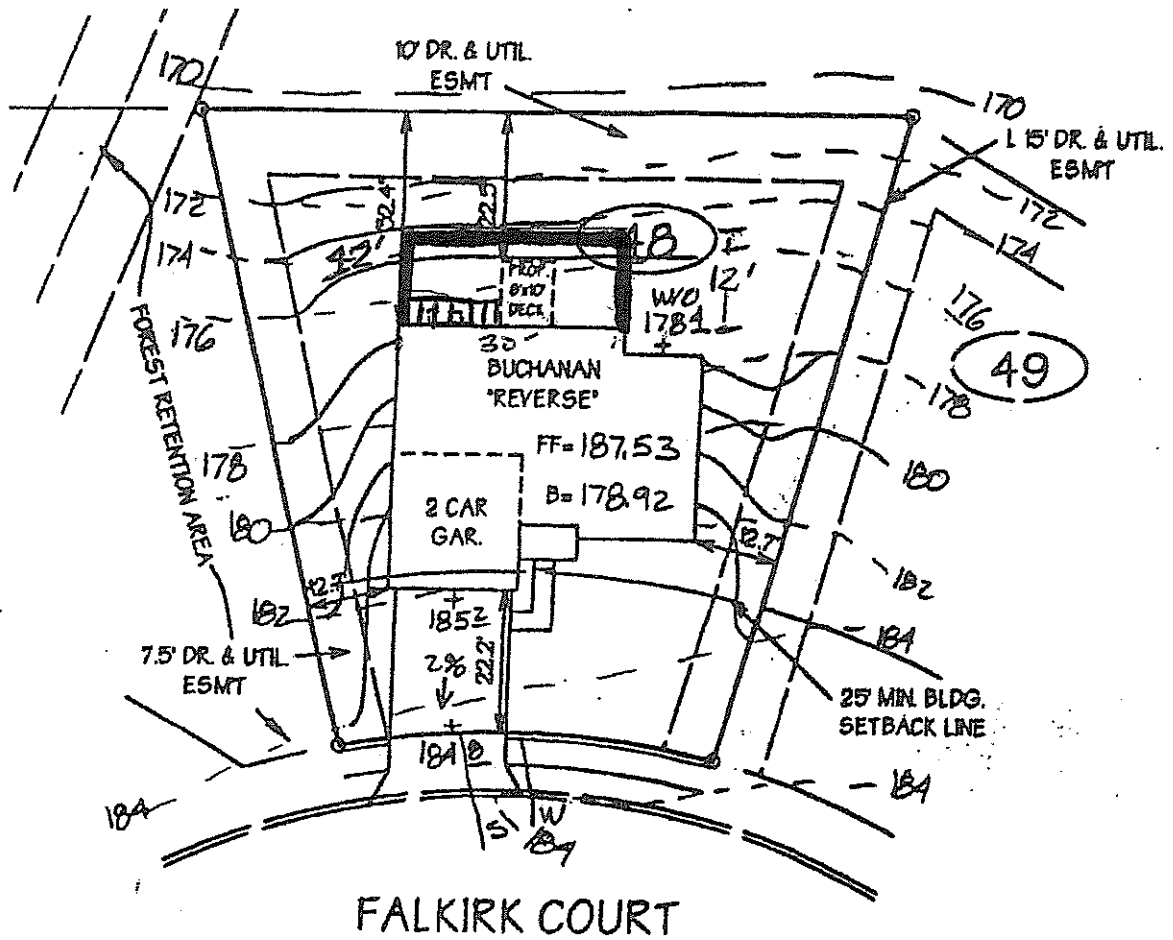 10' DR. & UTIL.
ESMT
170
170
15' DR. & UTIL.
ESMT
172
172
32.4'
22.5'
174
174
42'
48
12'
PROP.
8X10'
DECK
W/O
178
176
176
30'
49
FOREST RETENTION AREA
BUCHANAN
"REVERSE"
178
178
FF= 187.53
180
B= 178.92
180
2 CAR
GAR.
12.7'
12.7'
182
182
185 2
184
7.5' DR. & UTIL.
ESMT
2%
22.2'
25' MIN. BLDG.
SETBACK LINE
184 8
184
184
S
W
184
FALKIRK COURT